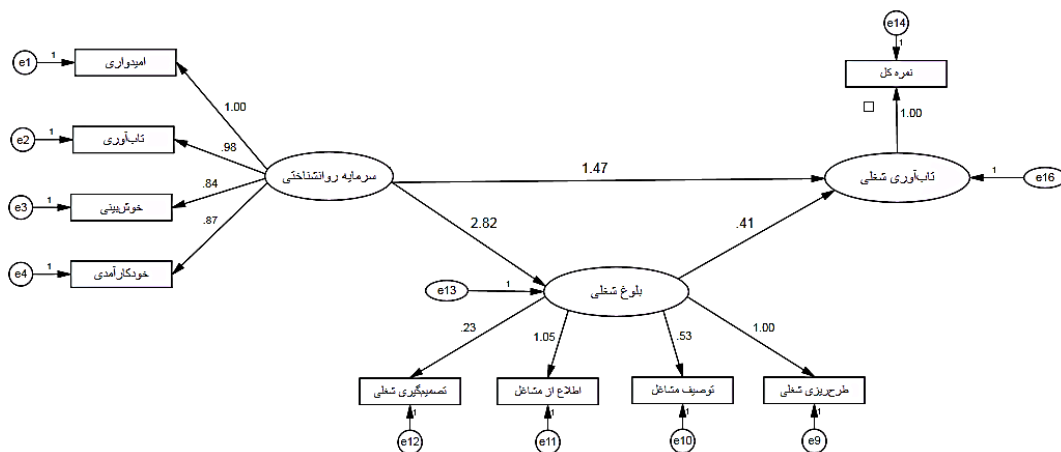 e14
1
نمره کل
1.00
e1
1
امیدواری
1.00
e2
1
تاب‌آوری
.98
سرمایه روانشناختی
1.47
تاب‌آوری شغلی
1
e16
e3
1
خوش‌بینی
.84
.87
2.82
.41
e4
1
خودکارآمدی
e13
1
بلوغ شغلی
.23
1.05
.53
1.00
تصمیم‌گیری شغلی
اطلاع از مشاغل
توصیف مشاغل
طرح‌ریزی شغلی
1
1
1
1
e12
e11
e10
e9